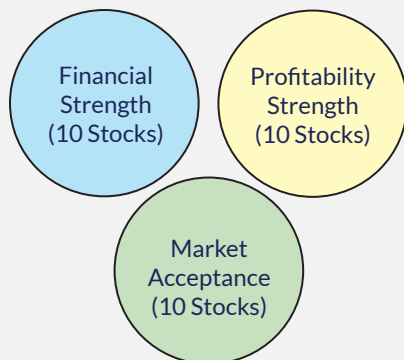 Financial
Strength
(10 Stocks)
Profitability
Strength
(10 Stocks)
Market
Acceptance
(10 Stocks)